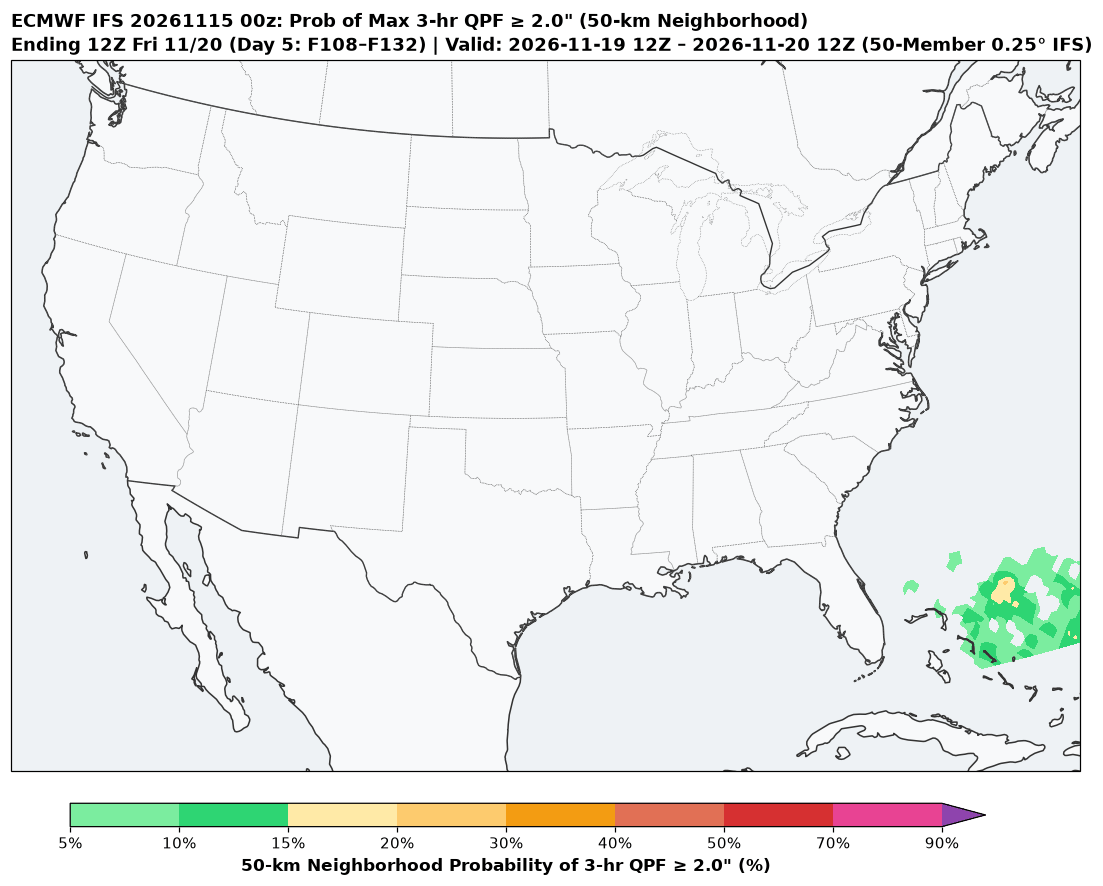 ECMWF IFS 20261115 00z: Prob of Max 3-hr QPF ≥ 2.0" (50-km Neighborhood)
Ending 12Z Fri 11/20 (Day 5: F108–F132) | Valid: 2026-11-19 12Z – 2026-11-20 12Z (50-Member 0.25° IFS)
5% 10% 15% 20% 30% 40% 50% 70% 90%
50-km Neighborhood Probability of 3-hr QPF ≥ 2.0" (%)